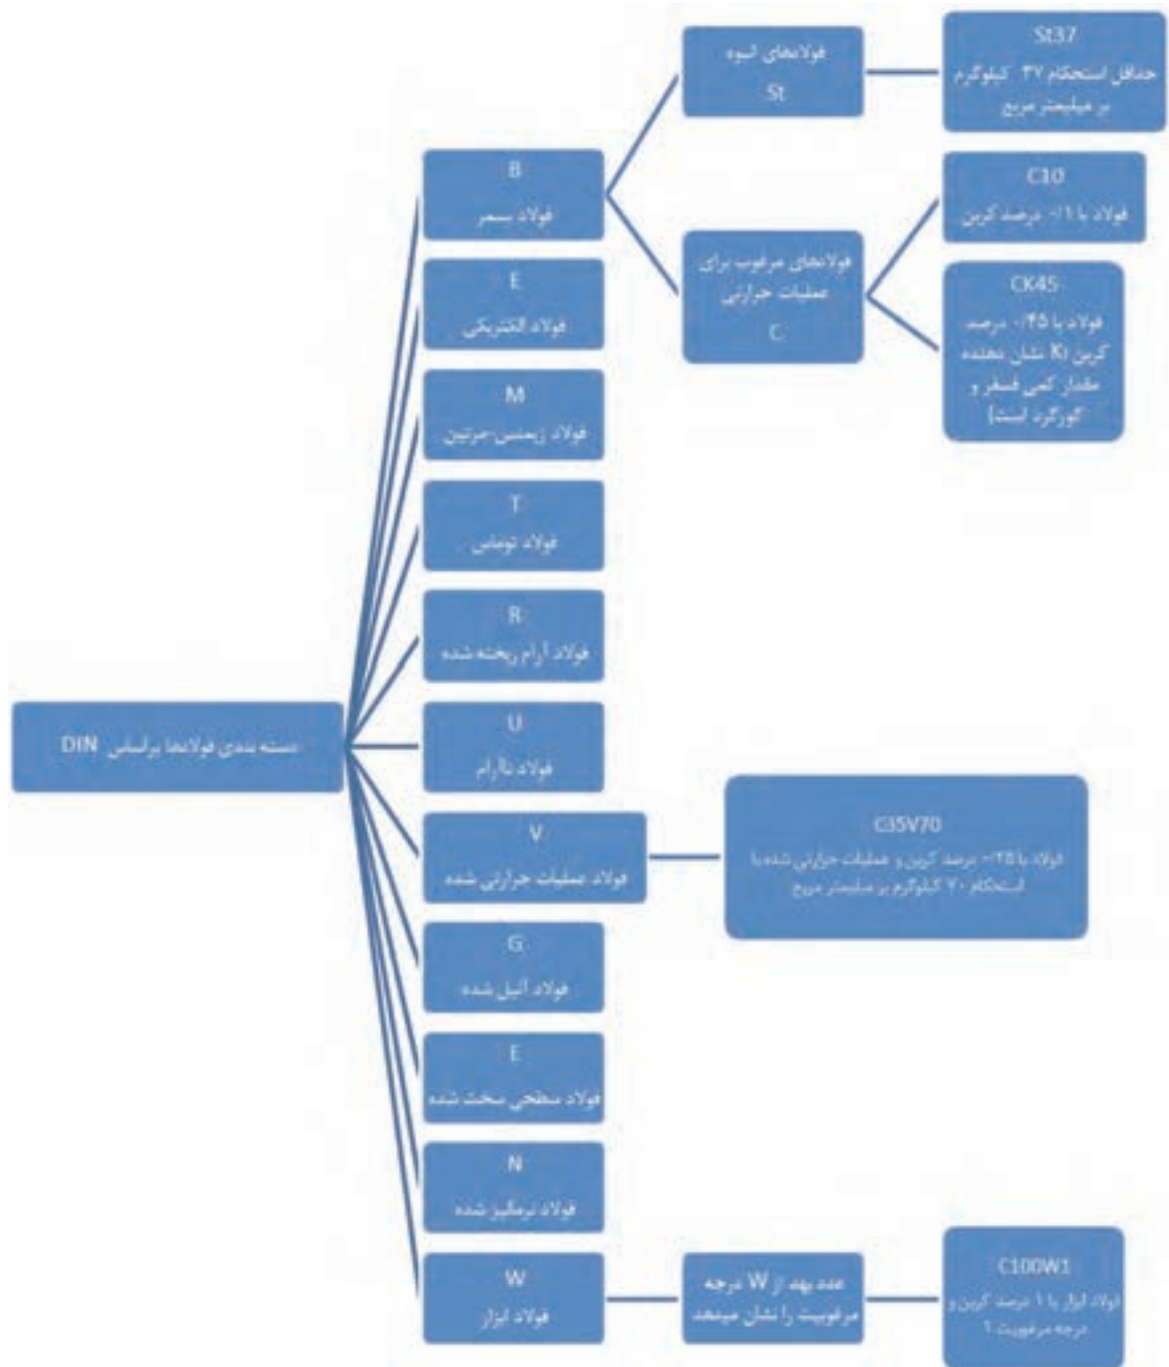 دسته بندی فولادها براساس DIN
B
فولاد بسمر
فولادهای انبوه
St
St37
حداقل استحکام ۳۷ کیلوگرم
بر میلیمتر مربع
فولادهای مرغوب برای
عملیات حرارتی
C
C10
فولاد با ۰/۱ درصد کربن
CK45
فولاد با ۰/۴۵ درصد
کربن (K نشان دهنده
مقدار کمی فسفر و
گوگرد است)
E
فولاد الکتریکی
M
فولاد زیمنس-مارتین
T
فولاد توماس
R
فولاد آرام ریخته شده
U
فولاد ناآرام
V
فولاد عملیات حرارتی شده
C35V70
فولاد با درصد کربن و عملیات حرارتی شده با
استحکام ۷۰ کیلوگرم بر میلیمتر مربع
G
فولاد آنیل شده
E
فولاد سطحی سخت شده
N
فولاد نرمالیز شده
W
فولاد ابزار
عدد بعد از W درجه
مرغوبیت را نشان میدهد
C100W1
فولاد ابزار با ۱ درصد کربن و
درجه مرغوبیت ۱